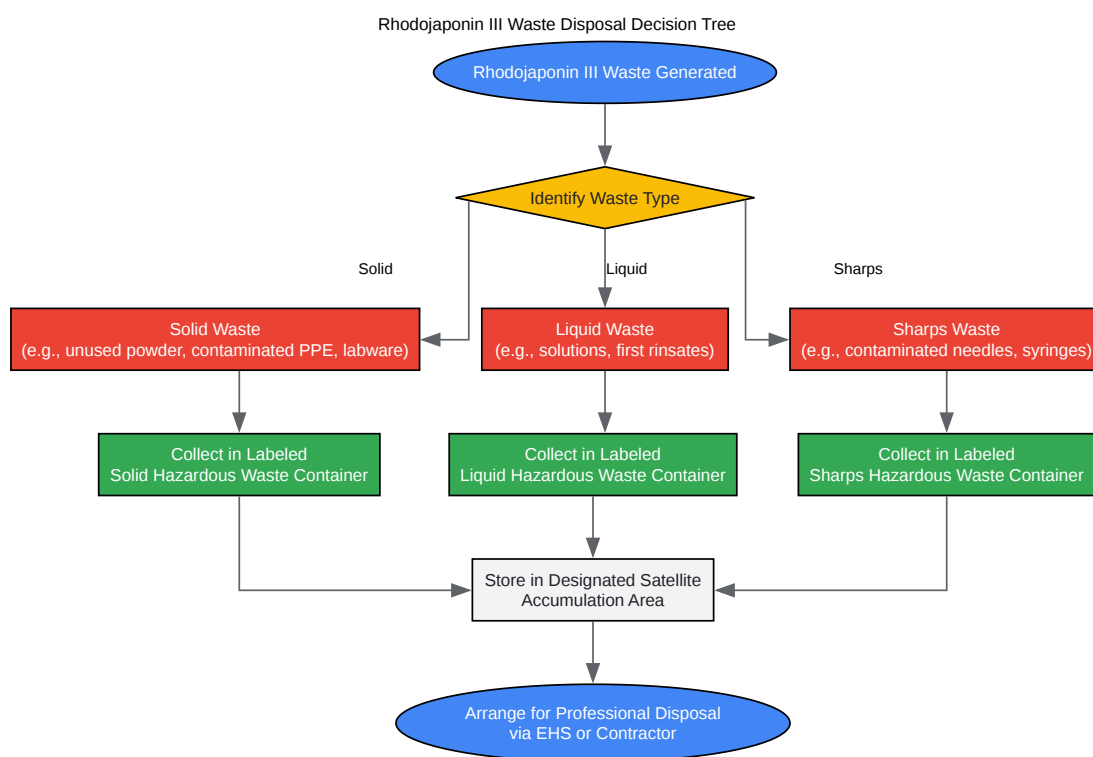 Rhodojaponin III Waste Disposal Decision Tree
Rhodojaponin III Waste Generated
Identify Waste Type
Solid
Liquid
Sharps
Solid Waste
(e.g., unused powder, contaminated PPE, labware)
Liquid Waste
(e.g., solutions, first rinsates)
Sharps Waste
(e.g., contaminated needles, syringes)
Collect in Labeled
Solid Hazardous Waste Container
Collect in Labeled
Liquid Hazardous Waste Container
Collect in Labeled
Sharps Hazardous Waste Container
Store in Designated Satellite
Accumulation Area
Arrange for Professional Disposal
via EHS or Contractor